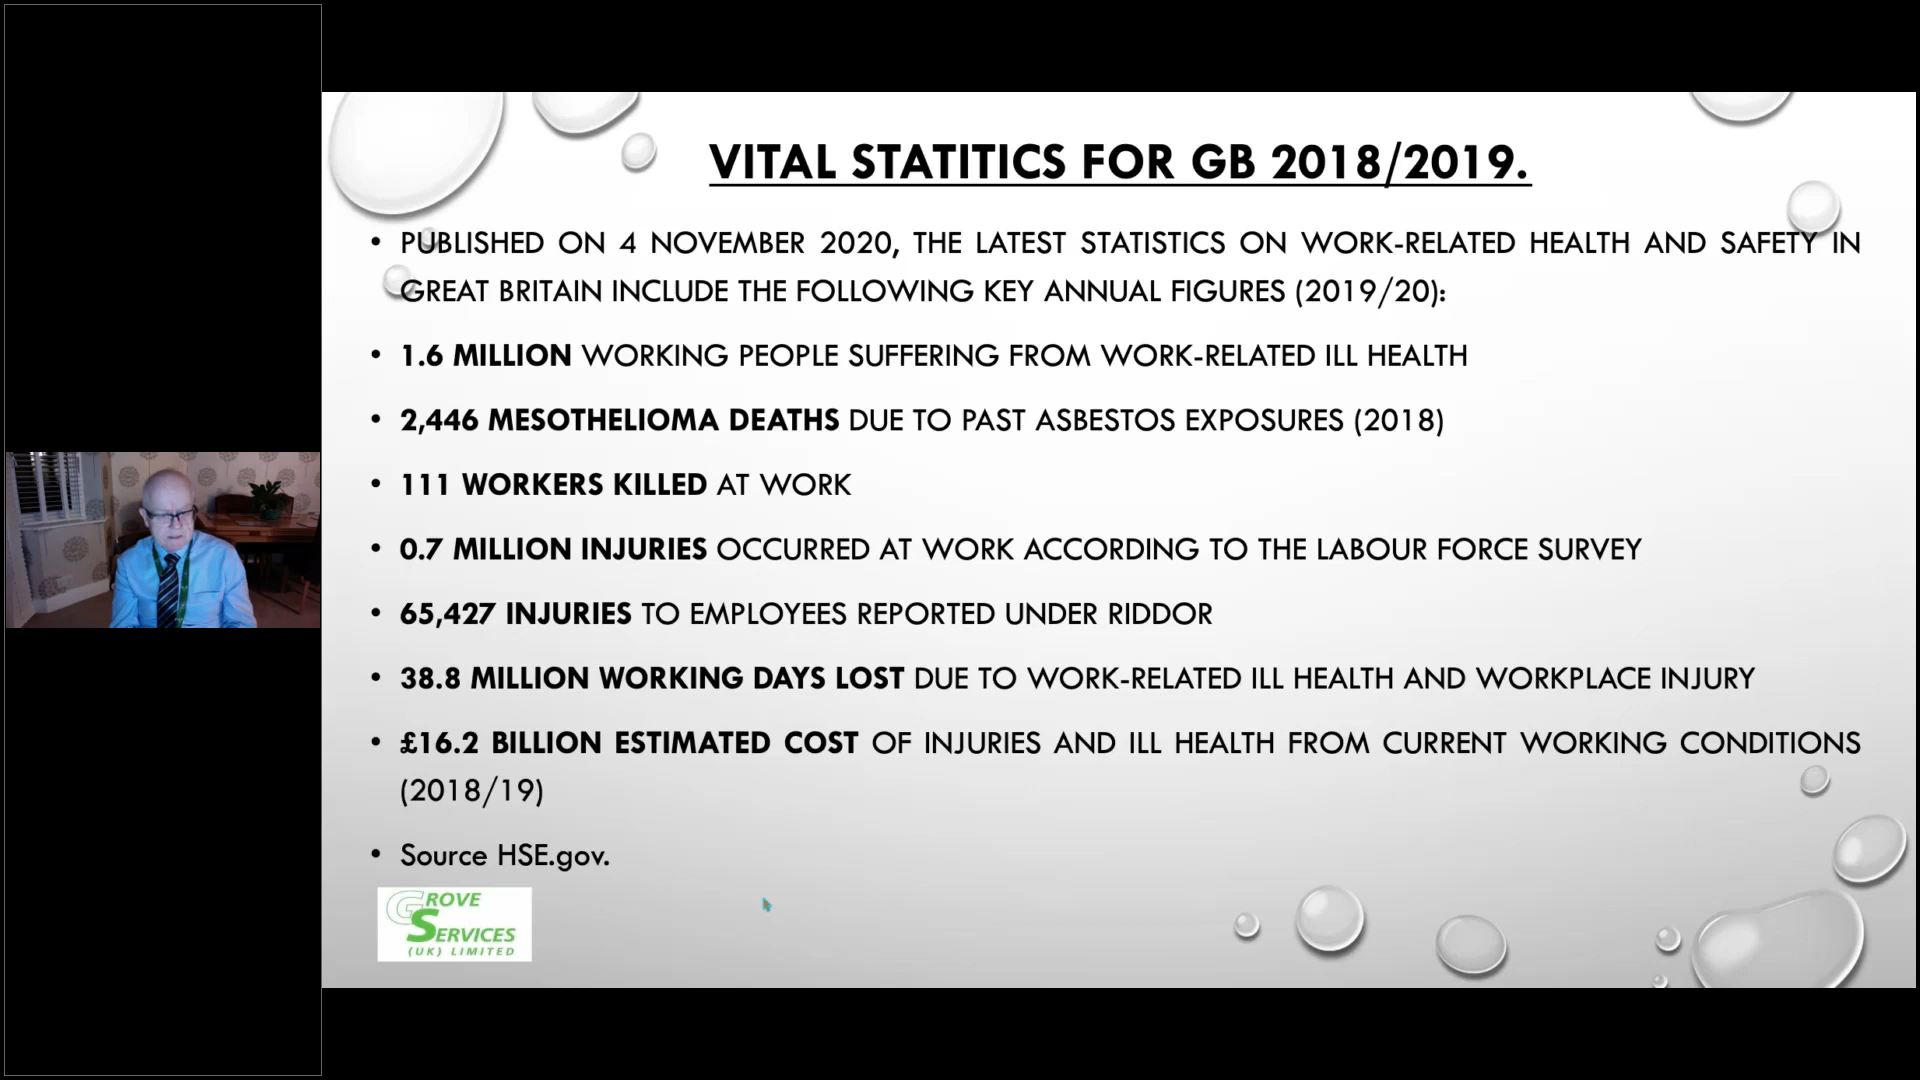 VITAL STATITICS FOR GB 2018/2019.
• PUBLISHED ON 4 NOVEMBER 2020, THE LATEST STATISTICS ON WORK-RELATED HEALTH AND SAFETY IN
GREAT BRITAIN INCLUDE THE FOLLOWING KEY ANNUAL FIGURES (2019/20):
• 1.6 MILLION WORKING PEOPLE SUFFERING FROM WORK-RELATED ILL HEALTH
• 2,446 MESOTHELIOMA DEATHS DUE TO PAST ASBESTOS EXPOSURES (2018)
• 111 WORKERS KILLED AT WORK
• 0.7 MILLION INJURIES OCCURRED AT WORK ACCORDING TO THE LABOUR FORCE SURVEY
• 65,427 INJURIES TO EMPLOYEES REPORTED UNDER RIDDOR
• 38.8 MILLION WORKING DAYS LOST DUE TO WORK-RELATED ILL HEALTH AND WORKPLACE INJURY
• £16.2 BILLION ESTIMATED COST OF INJURIES AND ILL HEALTH FROM CURRENT WORKING CONDITIONS
(2018/19)
• Source HSE.gov.
GROVE
SERVICES
(UK) LIMITED